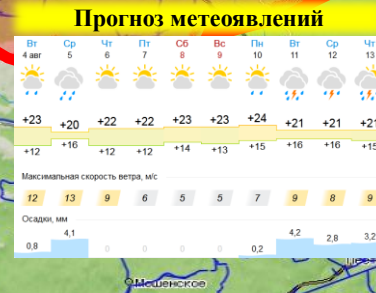 Прогноз метеоявлений
Вт Ср Чт Пт Сб Вс Пн Вт Ср Чт
4 авг 5 6 7 8 9 10 11 12 13
+23 +20 +22 +22 +23 +23 +24 +21 +21 +21
+12 +16 +12 +12 +14 +13 +15 +16 +16 +15
Максимальная скорость ветра, м/с
12 13 9 6 5 5 7 9 8 9
Осадки, мм
0,8 4,1 0 0 0 0 0,2 4,2 2,8 3,2
Мошенское